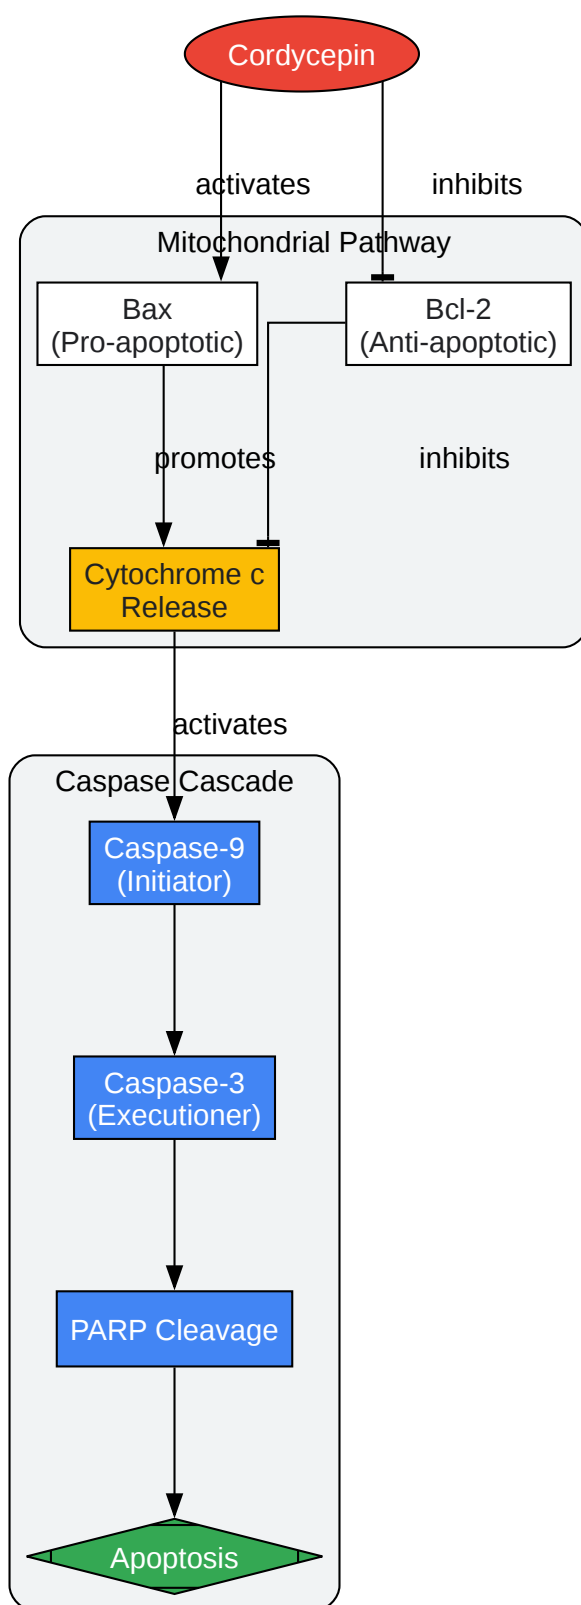 Cordycepin
activates
inhibits
Mitochondrial Pathway
Bax
(Pro-apoptotic)
Bcl-2
(Anti-apoptotic)
promotes
inhibits
Cytochrome c
Release
activates
Caspase Cascade
Caspase-9
(Initiator)
Caspase-3
(Executioner)
PARP Cleavage
Apoptosis